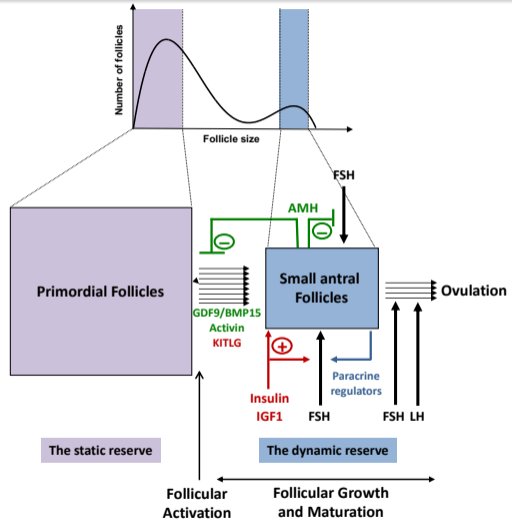 Number of follicles
Follicle size
FSH
AMH
−
−
Primordial Follicles
Small antral
Follicles
Ovulation
GDF9/BMP15
Activin
KITLG
+
Paracrine
regulators
Insulin
IGF1
FSH
FSH LH
The static reserve
The dynamic reserve
Follicular
Activation
Follicular Growth
and Maturation